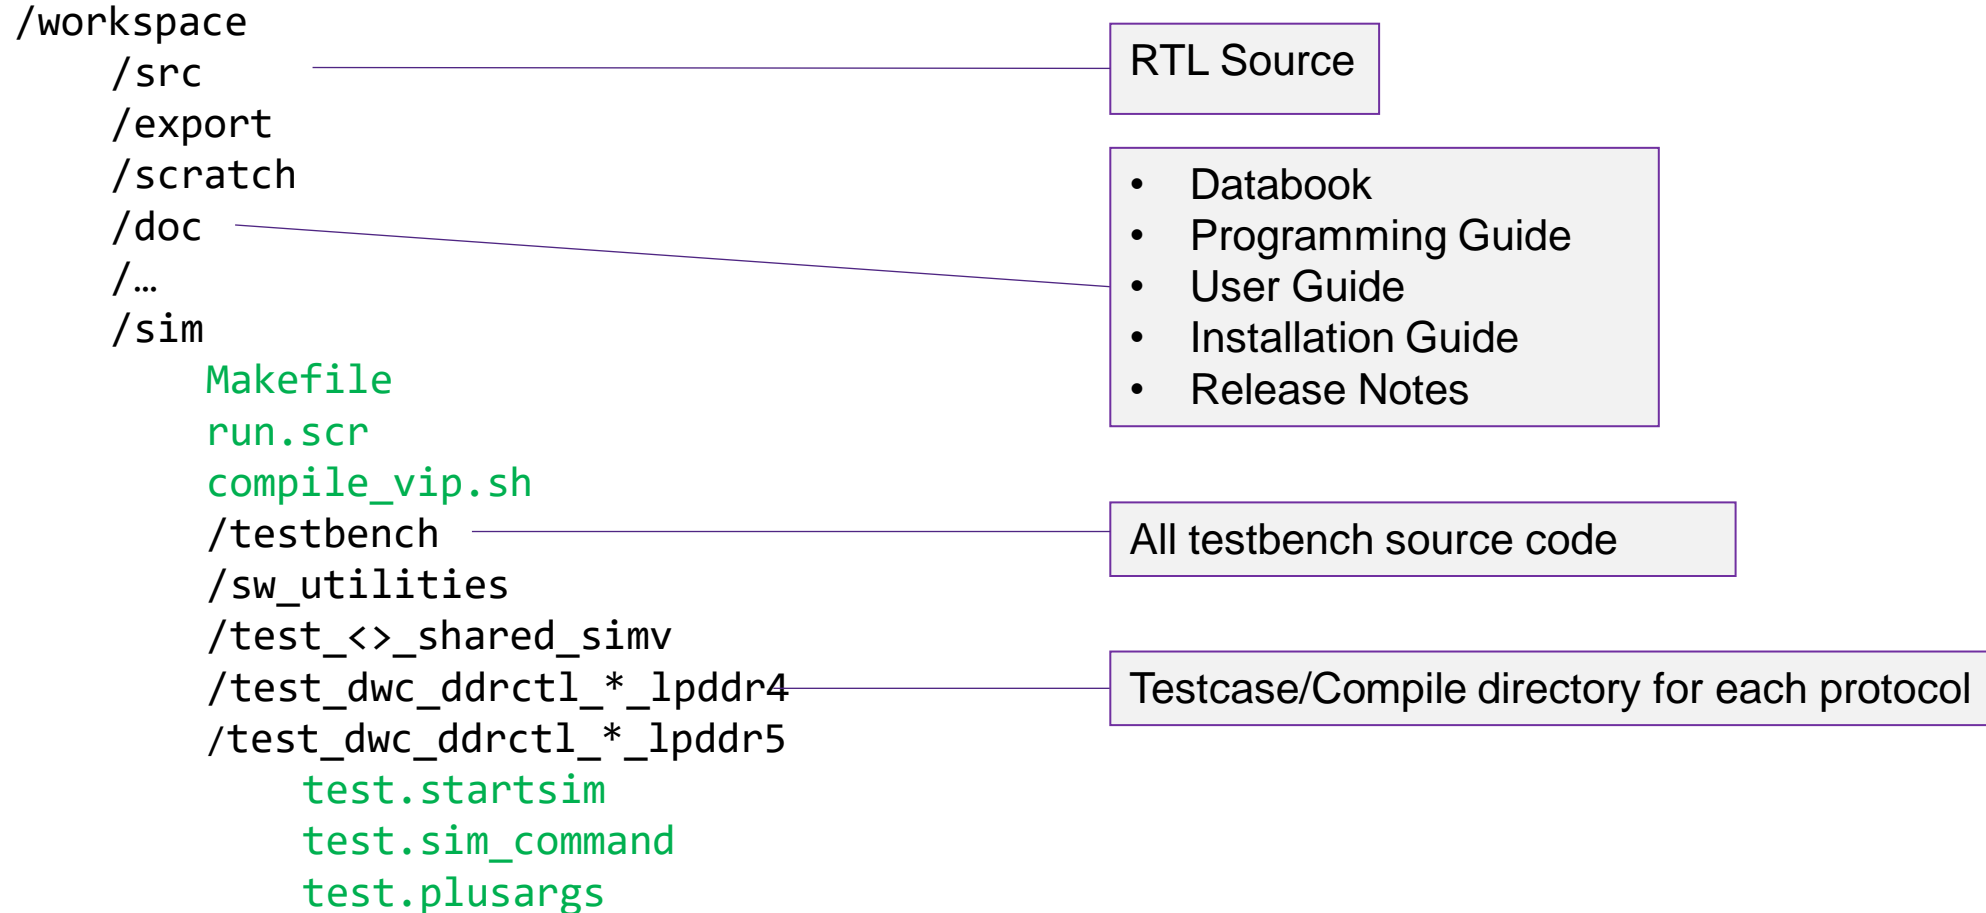 /workspace
/src
/export
/scratch
/doc
/…
/sim
Makefile
run.scr
compile_vip.sh
/testbench
/sw_utilities
/test_<>_shared_simv
/test_dwc_ddrctl_*_lpddr4
/test_dwc_ddrctl_*_lpddr5
test.startsim
test.sim_command
test.plusargs
RTL Source
• Databook
• Programming Guide
• User Guide
• Installation Guide
• Release Notes
All testbench source code
Testcase/Compile directory for each protocol